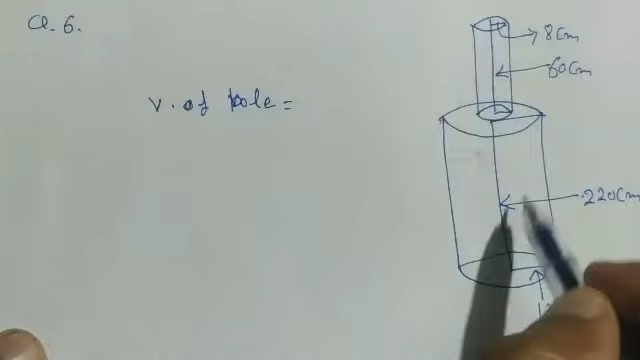 Q. 6.
8cm
60cm
V. of pole =
220cm